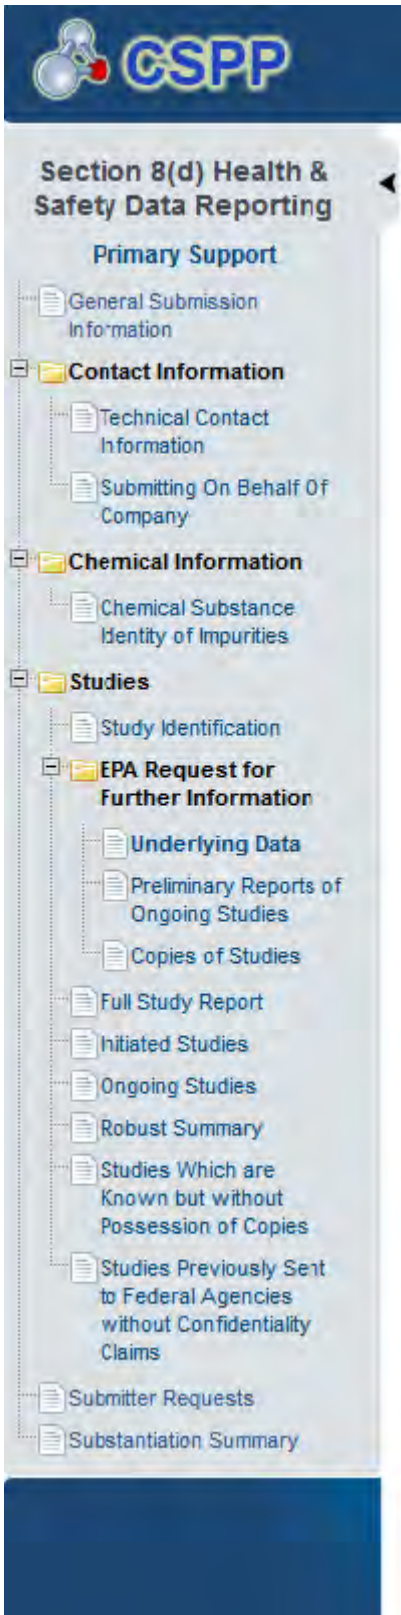 CSPP
Section 8(d) Health &
Safety Data Reporting
Primary Support
General Submission
Information
Contact Information
Technical Contact
Information
Submitting On Behalf Of
Company
Chemical Information
Chemical Substance
Identity of Impurities
Studies
Study Identification
EPA Request for
Further Information
Underlying Data
Preliminary Reports of
Ongoing Studies
Copies of Studies
Full Study Report
Initiated Studies
Ongoing Studies
Robust Summary
Studies Which are
Known but without
Possession of Copies
Studies Previously Sent
to Federal Agencies
without Confidentiality
Claims
Submitter Requests
Substantiation Summary